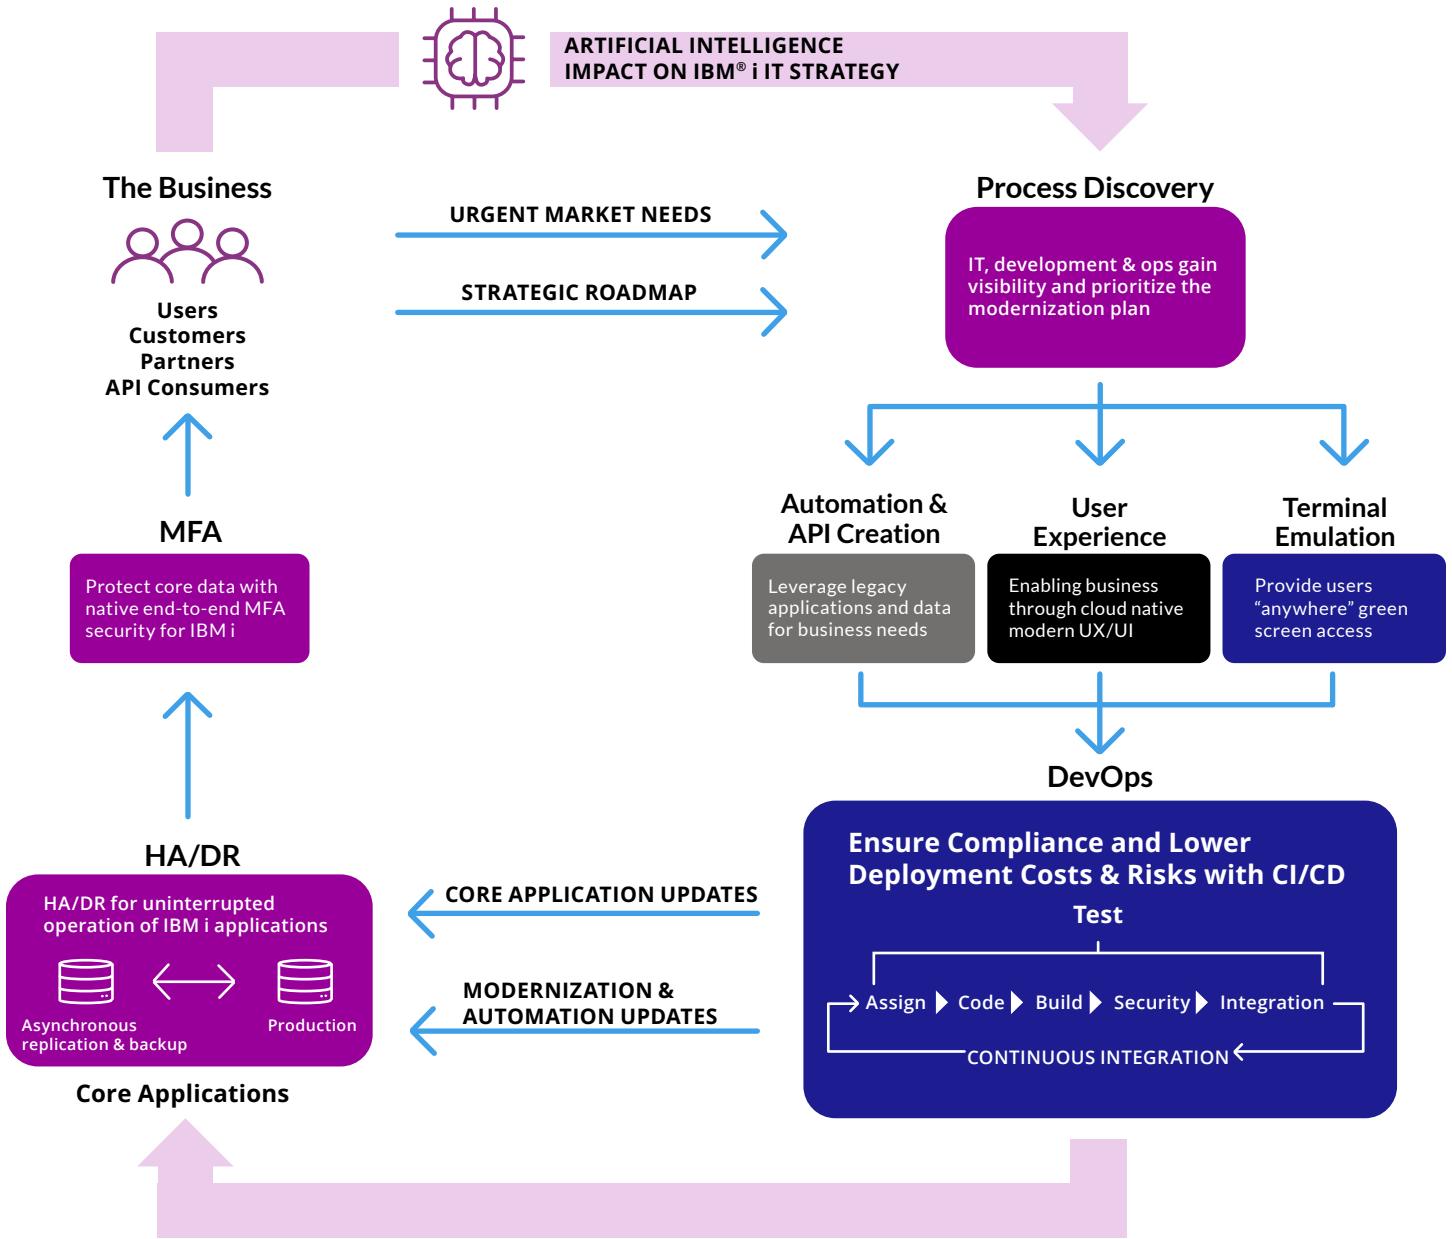 ARTIFICIAL INTELLIGENCE
IMPACT ON IBM® i IT STRATEGY
The Business
Users
Customers
Partners
API Consumers
URGENT MARKET NEEDS
STRATEGIC ROADMAP
Process Discovery
IT, development & ops gain
visibility and prioritize the
modernization plan
Automation &
API Creation
Leverage legacy
applications and data
for business needs
User
Experience
Enabling business
through cloud native
modern UX/UI
Terminal
Emulation
Provide users
“anywhere” green
screen access
DevOps
Ensure Compliance and Lower
Deployment Costs & Risks with CI/CD
Test
Assign Code Build Security Integration
CONTINUOUS INTEGRATION
CORE APPLICATION UPDATES
MODERNIZATION &
AUTOMATION UPDATES
MFA
Protect core data with
native end-to-end MFA
security for IBM i
HA/DR
HA/DR for uninterrupted
operation of IBM i applications
Asynchronous
replication & backup
Production
Core Applications